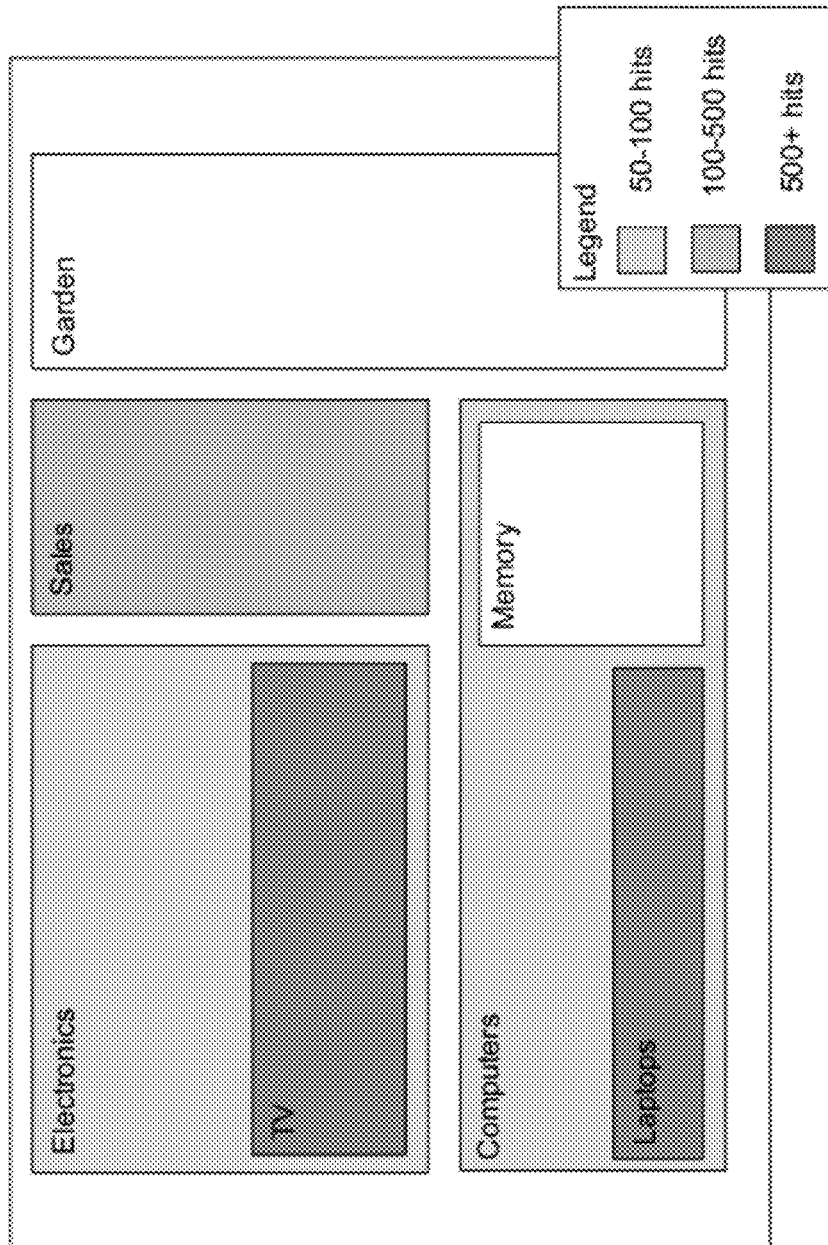 Electronics
Sales
Garden
TV
Computers
Memory
Laptops
Legend
50-100 hits
100-500 hits
500+ hits